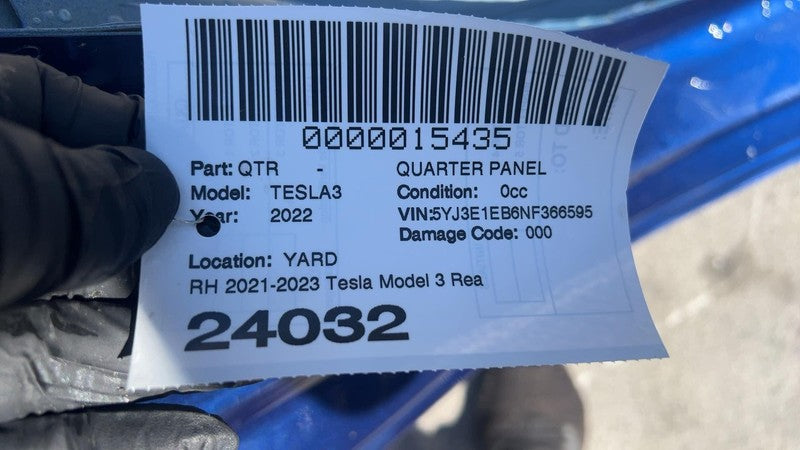 0000015435
Part: QTR - QUARTER PANEL
Model: TESLA3 Condition: 0cc
Year: 2022 VIN:5YJ3E1EB6NF366595
Damage Code: 000
Location: YARD
RH 2021-2023 Tesla Model 3 Rea
24032